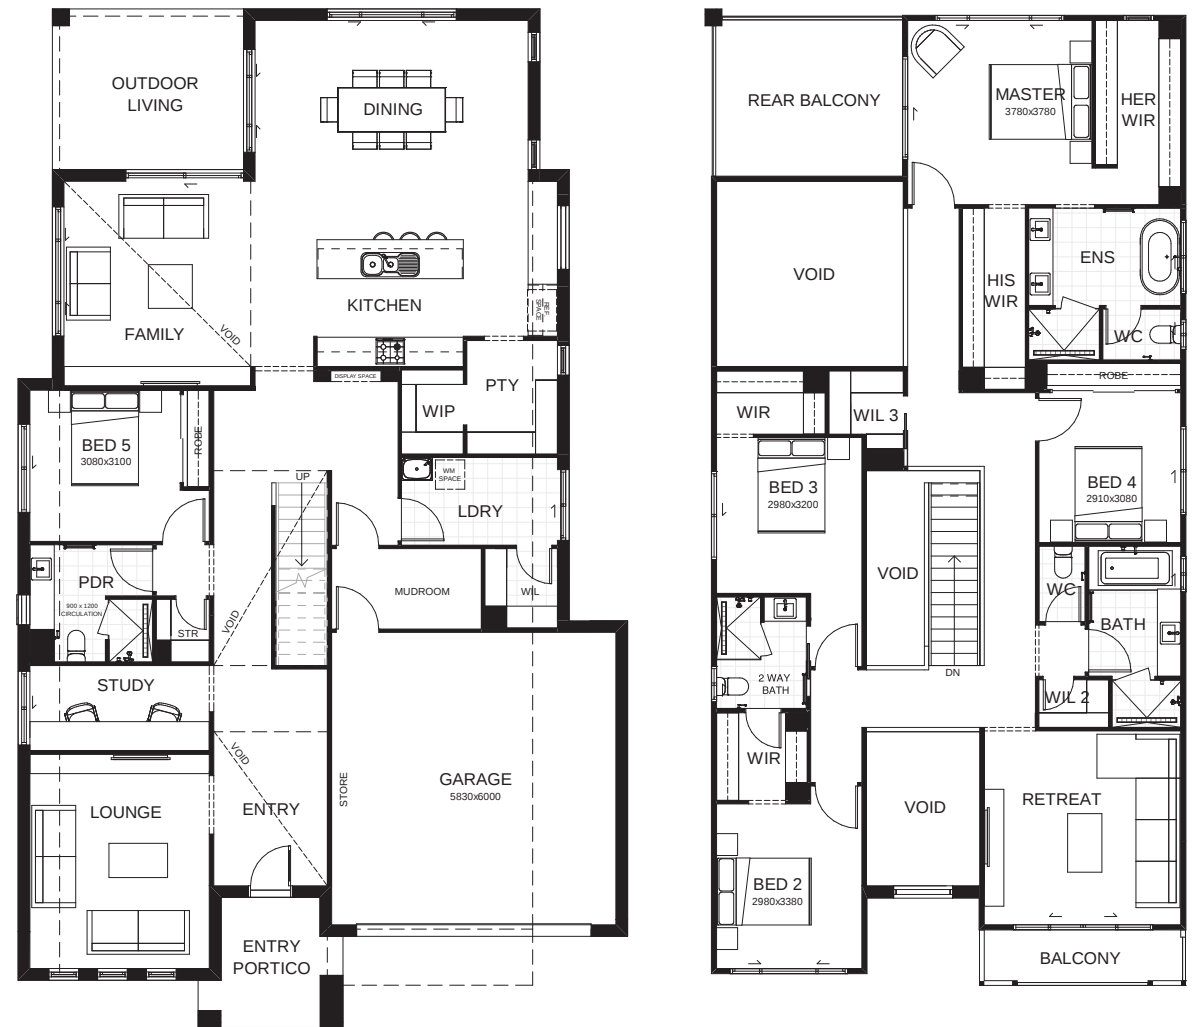 OUTDOOR
LIVING
DINING
FAMILY
VOID
KITCHEN
REF.
SPACE
DISPLAY SPACE
PTY
WIP
BED 5
3080x3100
ROBE
UP
WM
SPACE
LDRY
PDR
900 x 1200
CIRCULATION
STR
VOID
MUDROOM
WIL
STUDY
VOID
LOUNGE
ENTRY
STORE
GARAGE
5830x6000
ENTRY
PORTICO
REAR BALCONY
MASTER
3780x3780
HER
WIR
VOID
HIS
WIR
ENS
WC
ROBE
WIR
WIL 3
BED 3
2980x3200
BED 4
2910x3080
VOID
WC
BATH
DN
2 WAY
BATH
WIL 2
WIR
VOID
RETREAT
BED 2
2980x3380
BALCONY